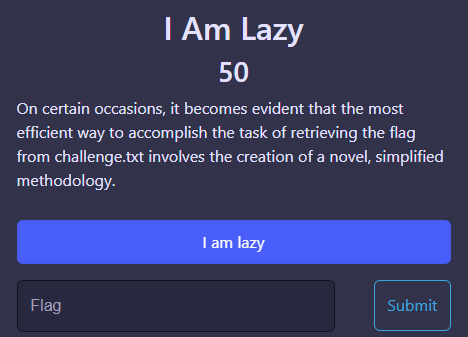 I Am Lazy
50
On certain occasions, it becomes evident that the most
efficient way to accomplish the task of retrieving the flag
from challenge.txt involves the creation of a novel, simplified
methodology.
I am lazy
Flag
Submit